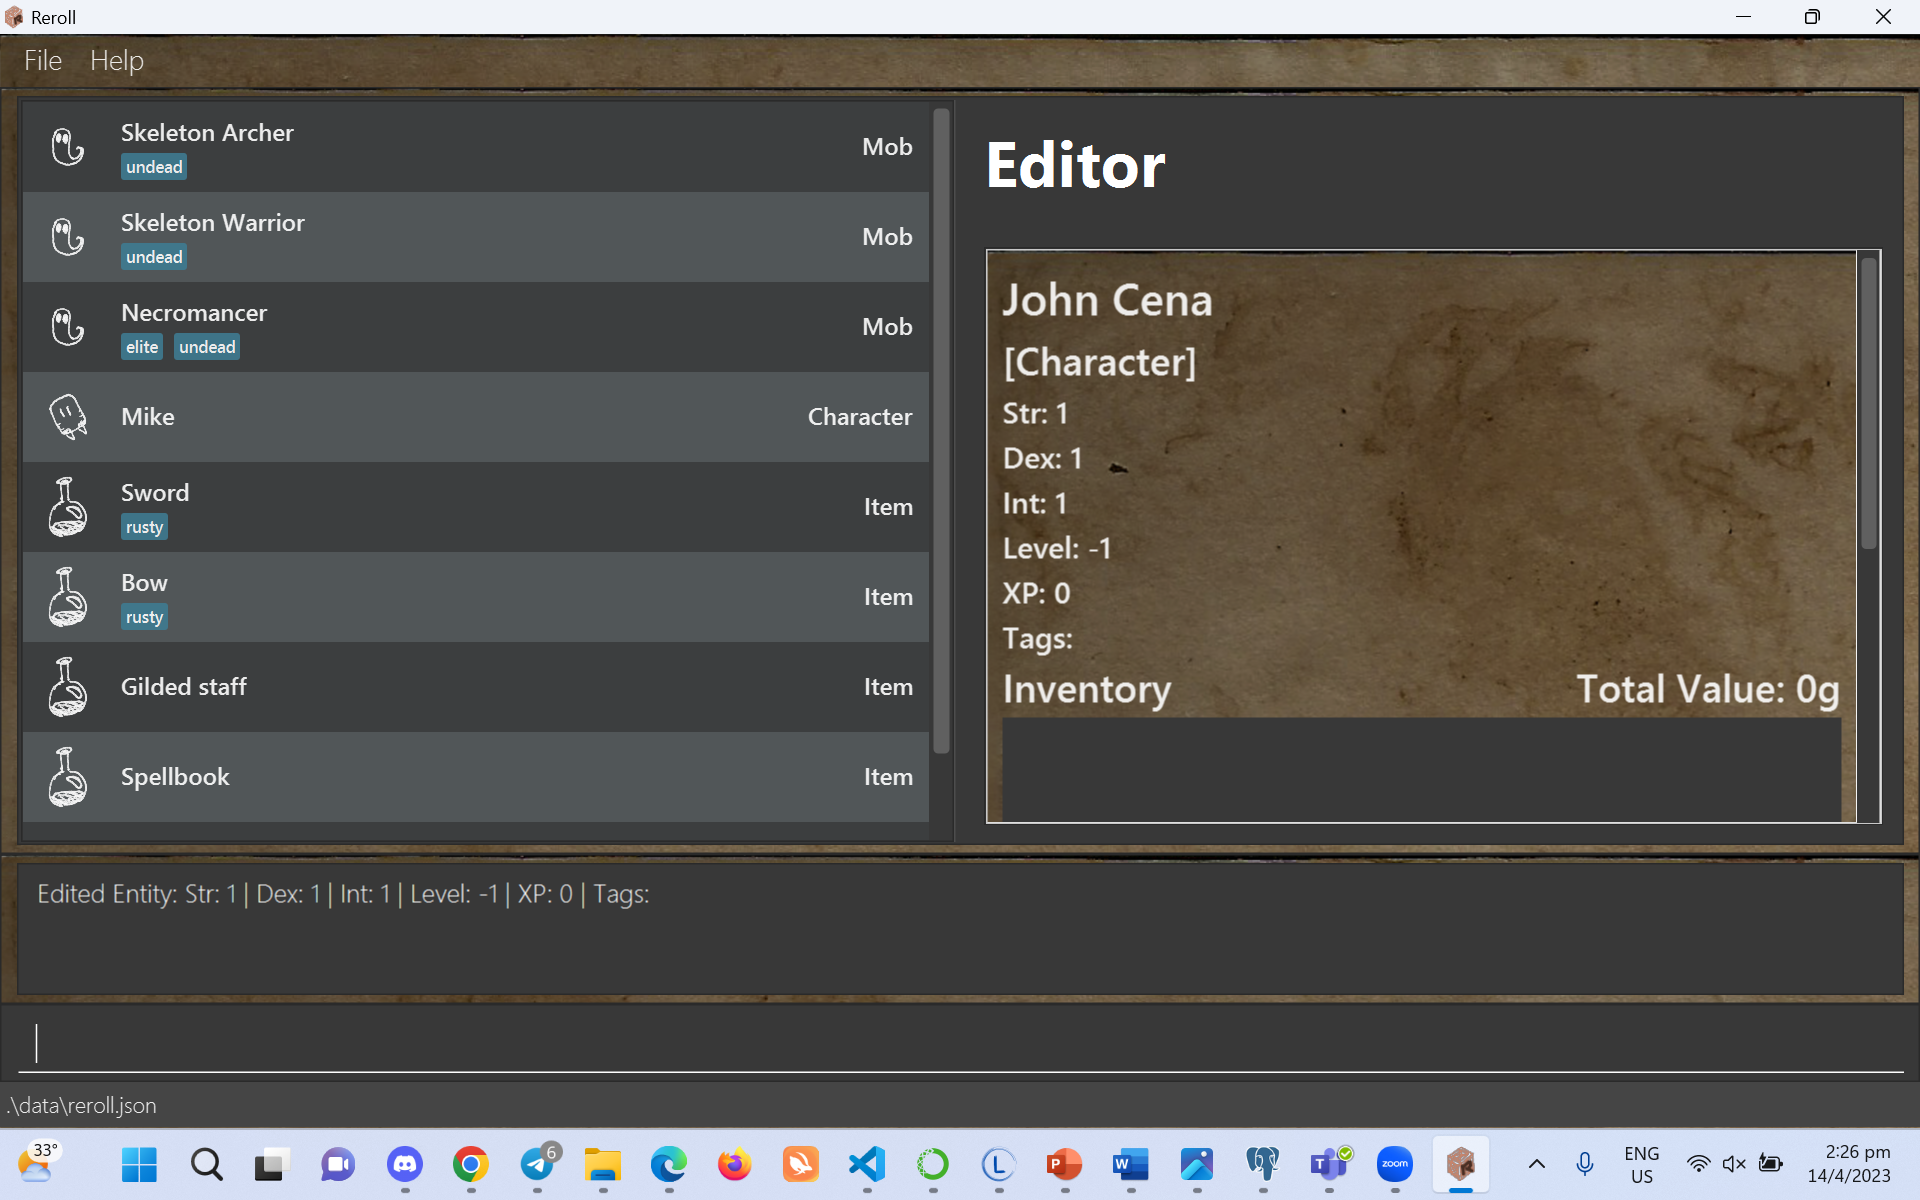 Reroll
File Help
Skeleton Archer
undead
Mob
Skeleton Warrior
undead
Mob
Necromancer
elite undead
Mob
Mike
Character
Sword
rusty
Item
Bow
rusty
Item
Gilded staff
Item
Spellbook
Item
Editor
John Cena
[Character]
Str: 1
Dex: 1
Int: 1
Level: -1
XP: 0
Tags:
Inventory
Total Value: 0g
Edited Entity: Str: 1 | Dex: 1 | Int: 1 | Level: -1 | XP: 0 | Tags:
.\data\reroll.json
33°
6
L
P
W
T
zoom
ENG
US
2:26 pm
14/4/2023